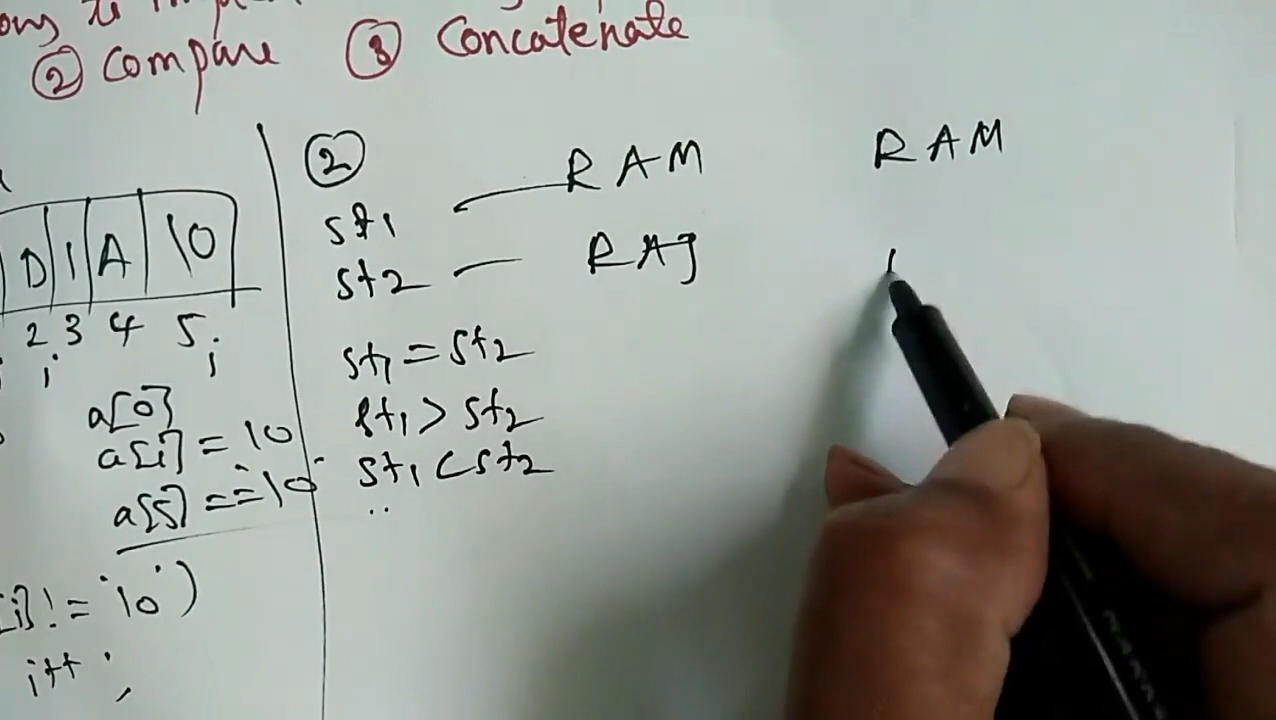 ② Compare ③ Concatenate
D 1 A \0
2 3 4 5
i j
a[0]
a[i] = 10
a[5] == '\0'
!= '\0')
i++ ;
②
st1 RAM
st2 RAJ
st1 = st2
st1 > st2
st1 < st2
RAM